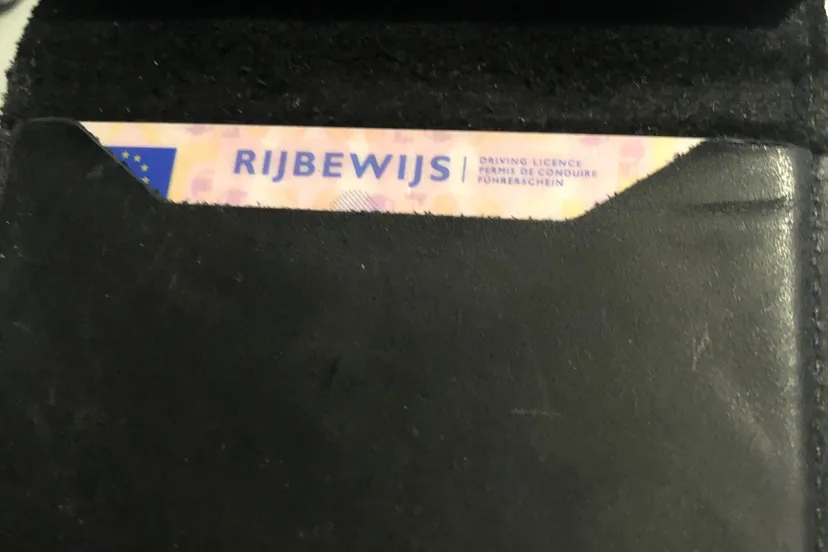 RIJBEWIJS
DRIVING LICENCE
PERMIS DE CONDUIRE
FÜHRERSCHEIN